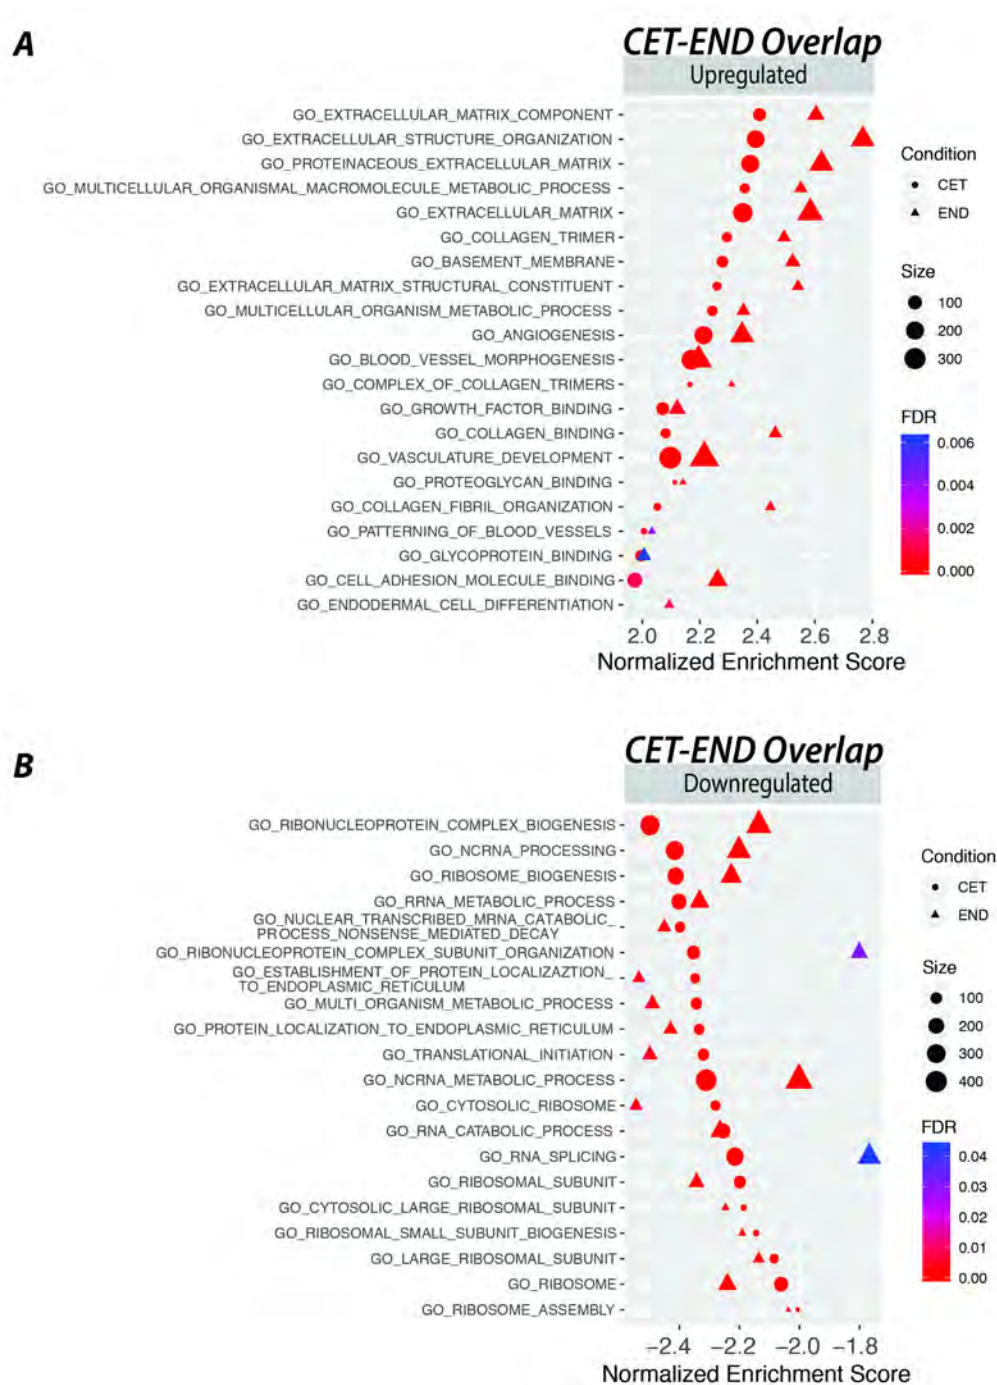 A
CET-END Overlap
Upregulated
GO_EXTRACELLULAR_MATRIX_COMPONENT
GO_EXTRACELLULAR_STRUCTURE_ORGANIZATION
GO_PROTEINACEOUS_EXTRACELLULAR_MATRIX
GO_MULTICELLULAR_ORGANISMAL_MACROMOLECULE_METABOLIC_PROCESS
GO_EXTRACELLULAR_MATRIX
GO_COLLAGEN_TRIMER
GO_BASEMENT_MEMBRANE
GO_EXTRACELLULAR_MATRIX_STRUCTURAL_CONSTITUENT
GO_MULTICELLULAR_ORGANISM_METABOLIC_PROCESS
GO_ANGIOGENESIS
GO_BLOOD_VESSEL_MORPHOGENESIS
GO_COMPLEX_OF_COLLAGEN_TRIMERS
GO_GROWTH_FACTOR_BINDING
GO_COLLAGEN_BINDING
GO_VASCULATURE_DEVELOPMENT
GO_PROTEOGLYCAN_BINDING
GO_COLLAGEN_FIBRIL_ORGANIZATION
GO_PATTERNING_OF_BLOOD_VESSELS
GO_GLYCOPROTEIN_BINDING
GO_CELL_ADHESION_MOLECULE_BINDING
GO_ENDODERMAL_CELL_DIFFERENTIATION
2.0 2.2 2.4 2.6 2.8
Normalized Enrichment Score
Condition
CET
END
Size
100
200
300
FDR
0.006
0.004
0.002
0.000
B
CET-END Overlap
Downregulated
GO_RIBONUCLEOPROTEIN_COMPLEX_BIOGENESIS
GO_NCRNA_PROCESSING
GO_RIBOSOME_BIOGENESIS
GO_RRNA_METABOLIC_PROCESS
GO_NUCLEAR_TRANSCRIBED_MRNA_CATABOLIC_
PROCESS_NONSENSE_MEDIATED_DECAY
GO_RIBONUCLEOPROTEIN_COMPLEX_SUBUNIT_ORGANIZATION
GO_ESTABLISHMENT_OF_PROTEIN_LOCALIZAZTION_
TO_ENDOPLASMIC_RETICULUM
GO_MULTI_ORGANISM_METABOLIC_PROCESS
GO_PROTEIN_LOCALIZATION_TO_ENDOPLASMIC_RETICULUM
GO_TRANSLATIONAL_INITIATION
GO_NCRNA_METABOLIC_PROCESS
GO_CYTOSOLIC_RIBOSOME
GO_RNA_CATABOLIC_PROCESS
GO_RNA_SPLICING
GO_RIBOSOMAL_SUBUNIT
GO_CYTOSOLIC_LARGE_RIBOSOMAL_SUBUNIT
GO_RIBOSOMAL_SMALL_SUBUNIT_BIOGENESIS
GO_LARGE_RIBOSOMAL_SUBUNIT
GO_RIBOSOME
GO_RIBOSOME_ASSEMBLY
−2.4 −2.2 −2.0 −1.8
Normalized Enrichment Score
Condition
CET
END
Size
100
200
300
400
FDR
0.04
0.03
0.02
0.01
0.00